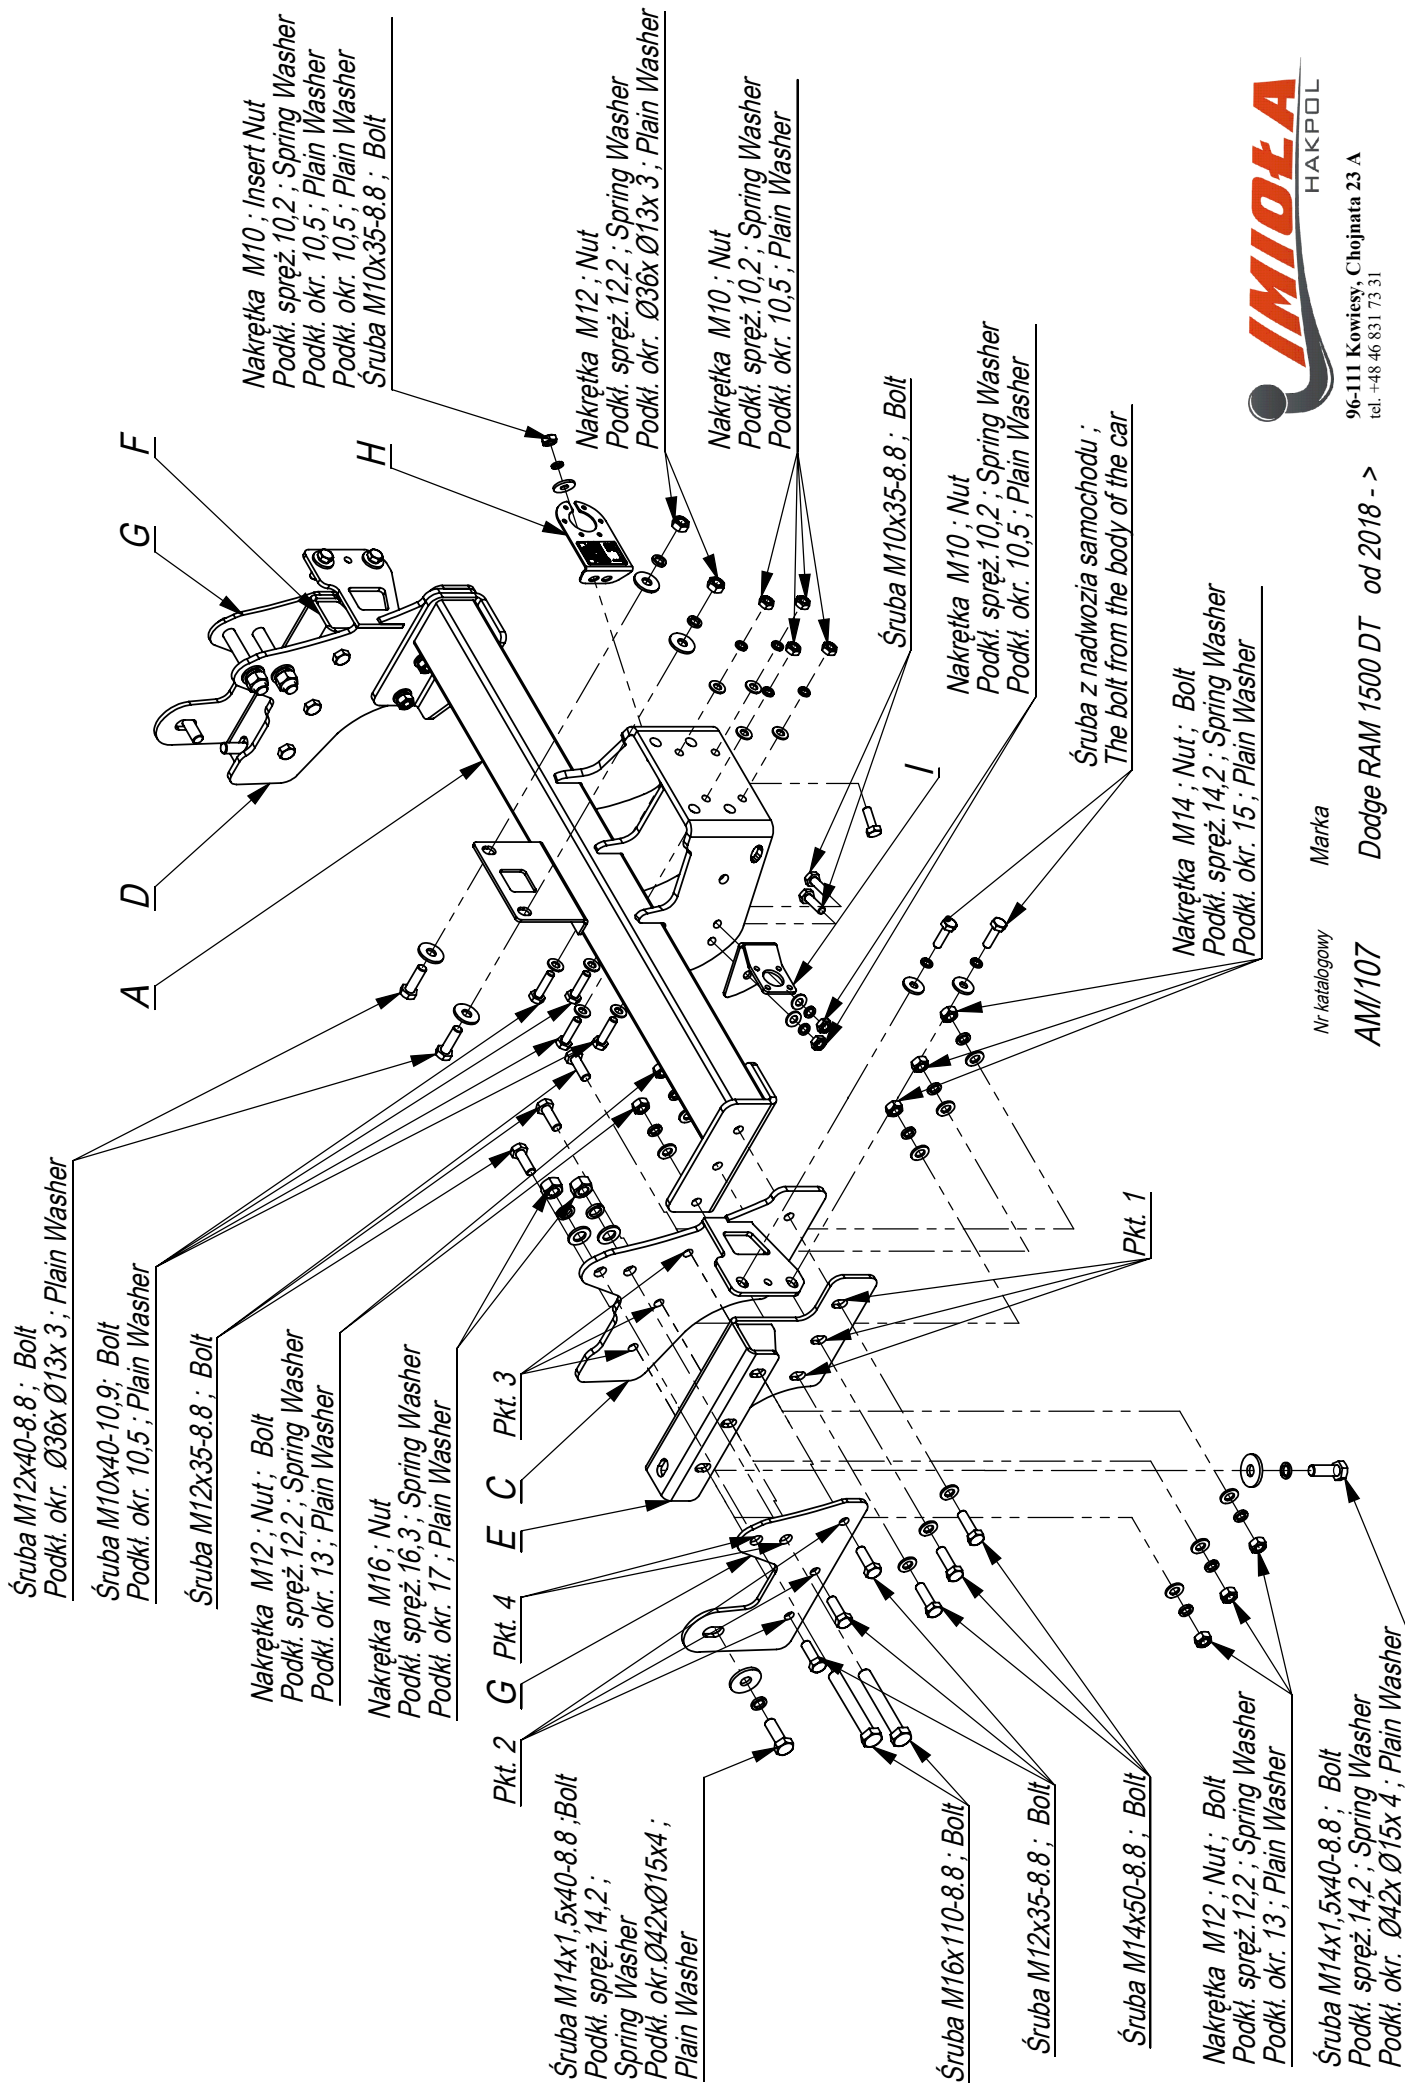 Śruba M12x40-8.8 ; Bolt
Podkł. okr. Ø36x Ø13x 3 ; Plain Washer
Śruba M10x40-10,9; Bolt
Podkł. okr. 10,5 ; Plain Washer
Śruba M12x35-8.8 ; Bolt
Nakrętka M12 ; Nut ; Bolt
Podkł. spręż.12,2 ; Spring Washer
Podkł. okr. 13 ; Plain Washer
Nakrętka M16 ; Nut
Podkł. spręż.16,3 ; Spring Washer
Podkł. okr. 17 ; Plain Washer
A
D
G
F
H
Nakrętka M10 ; Insert Nut
Podkł. spręż.10,2 ; Spring Washer
Podkł. okr. 10,5 ; Plain Washer
Podkł. okr. 10,5 ; Plain Washer
Śruba M10x35-8.8 ; Bolt
Nakrętka M12 ; Nut
Podkł. spręż.12,2 ; Spring Washer
Podkł. okr. Ø36x Ø13x 3 ; Plain Washer
Nakrętka M10 ; Nut
Podkł. spręż.10,2 ; Spring Washer
Podkł. okr. 10,5 ; Plain Washer
Śruba M10x35-8.8 ; Bolt
I
Nakrętka M10 ; Nut
Podkł. spręż.10,2 ; Spring Washer
Podkł. okr. 10,5 ; Plain Washer
Śruba z nadwozia samochodu ;
The bolt from the body of the car
Nakrętka M14 ; Nut ; Bolt
Podkł. spręż.14,2 ; Spring Washer
Podkł. okr. 15 ; Plain Washer
Pkt. 2
G
Pkt. 4
E
C
Pkt. 3
Pkt. 1
Śruba M14x1,5x40-8.8 ;Bolt
Podkł. spręż.14,2 ;
Spring Washer
Podkł. okr.Ø42xØ15x4 ;
Plain Washer
Śruba M16x110-8.8 ; Bolt
Śruba M12x35-8.8 ; Bolt
Śruba M14x50-8.8 ; Bolt
Nakrętka M12 ; Nut ; Bolt
Podkł. spręż.12,2 ; Spring Washer
Podkł. okr. 13 ; Plain Washer
Śruba M14x1,5x40-8.8 ; Bolt
Podkł. spręż.14,2 ; Spring Washer
Podkł. okr. Ø42x Ø15x 4 ; Plain Washer
Nr katalogowy Marka
AM/107 Dodge RAM 1500 DT od 2018 - >
IMIOŁA
HAKPOL
96-111 Kowiesy, Chojnata 23 A
tel. +48 46 831 73 31